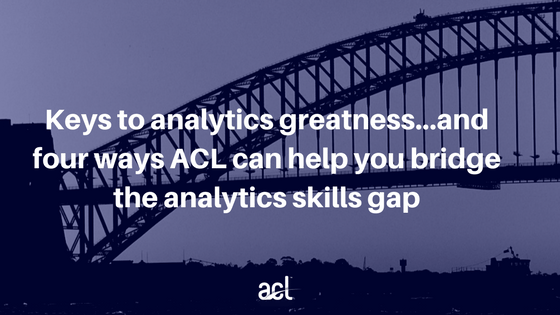 Keys to analytics greatness...and
four ways ACL can help you bridge
the analytics skills gap
acl